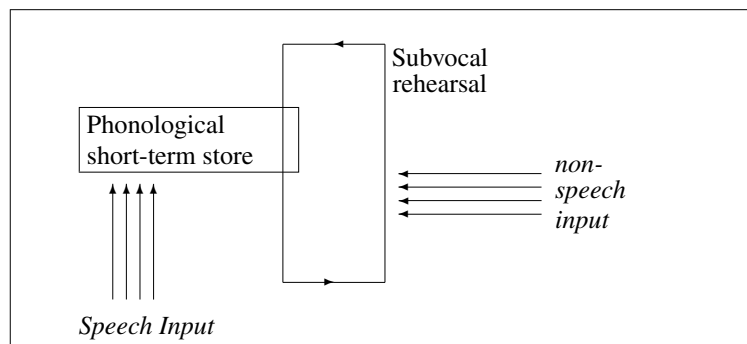 Subvocal
rehearsal
Phonological
short-term store
non-
speech
input
Speech Input